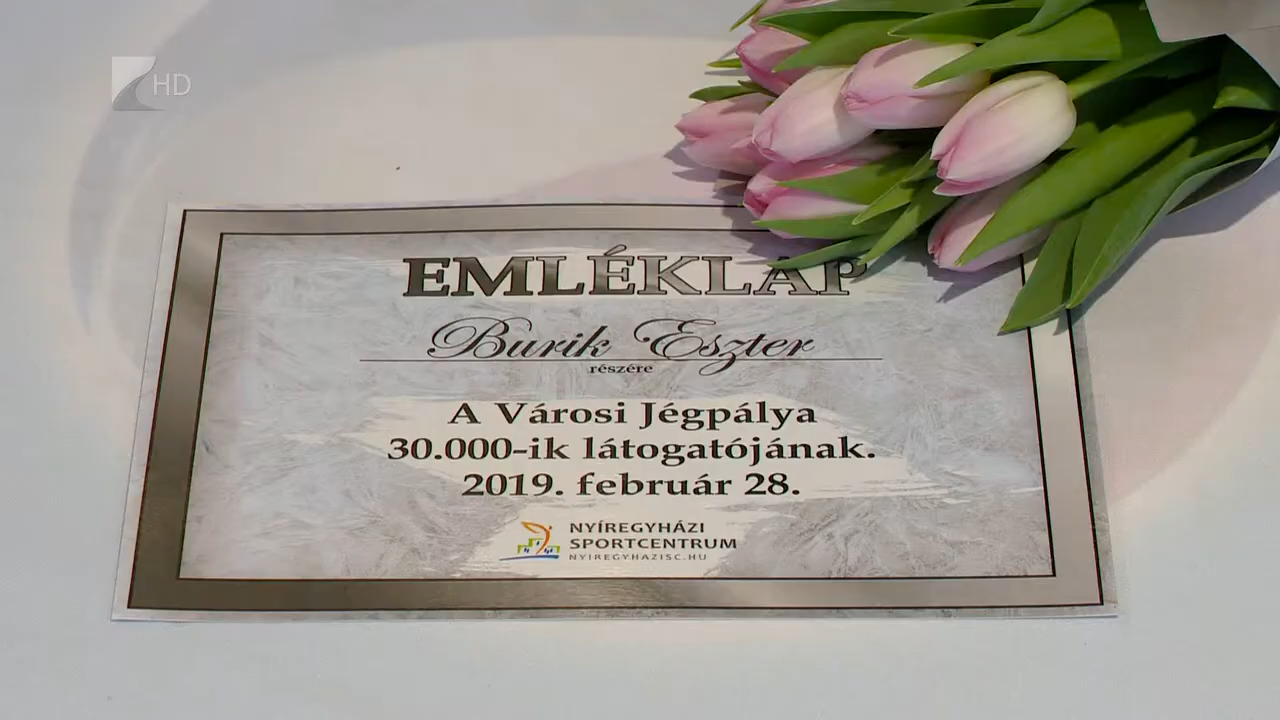 HD
EMLÉKLAP
Burik Eszter
részére
A Városi Jégpálya
30.000-ik látogatójának.
2019. február 28.
NYÍREGYHÁZI
SPORTCENTRUM
NYIREGYHAZISC.HU